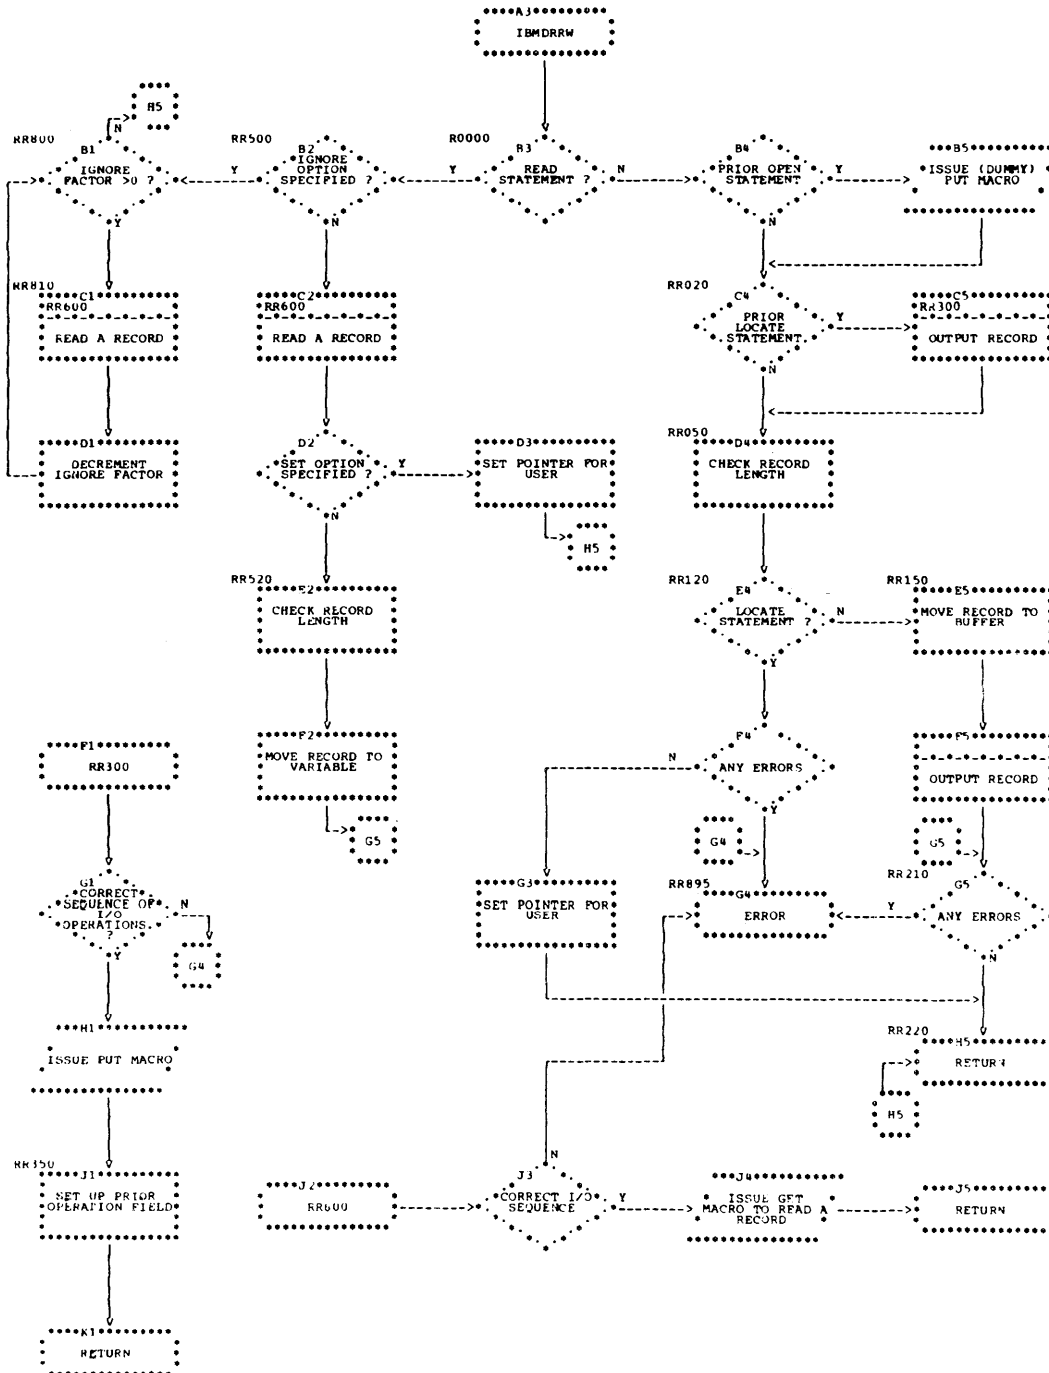 A3
IBMDRRW
H5
N
RR800
B1
IGNORE
FACTOR >0 ?
Y
RR500
B2
IGNORE
OPTION
SPECIFIED ?
Y
N
R0000
B3
READ
STATEMENT ?
Y
N
B4
PRIOR OPEN
STATEMENT
Y
N
B5
ISSUE (DUMMY)
PUT MACRO
RR810
C1
RR600
READ A RECORD
C2
RR600
READ A RECORD
RR020
C4
PRIOR
LOCATE
STATEMENT
Y
N
C5
RR300
OUTPUT RECORD
D1
DECREMENT
IGNORE FACTOR
D2
SET OPTION
SPECIFIED ?
Y
N
D3
SET POINTER FOR
USER
H5
RR050
D4
CHECK RECORD
LENGTH
RR520
E2
CHECK RECORD
LENGTH
RR120
E4
LOCATE
STATEMENT ?
N
Y
RR150
E5
MOVE RECORD TO
BUFFER
F1
RR300
F2
MOVE RECORD TO
VARIABLE
G5
F4
ANY ERRORS
N
Y
F5
OUTPUT RECORD
G4
G5
G1
CORRECT
SEQUENCE OF
I/O
OPERATIONS.
?
N
Y
G4
G3
SET POINTER FOR
USER
RR895
G4
ERROR
RR210
G5
ANY ERRORS
Y
N
H1
ISSUE PUT MACRO
RR220
H5
RETURN
H5
RR350
J1
SET UP PRIOR
OPERATION FIELD
J2
RR600
N
J3
CORRECT I/O
SEQUENCE
Y
J4
ISSUE GET
MACRO TO READ A
RECORD
J5
RETURN
K1
RETURN